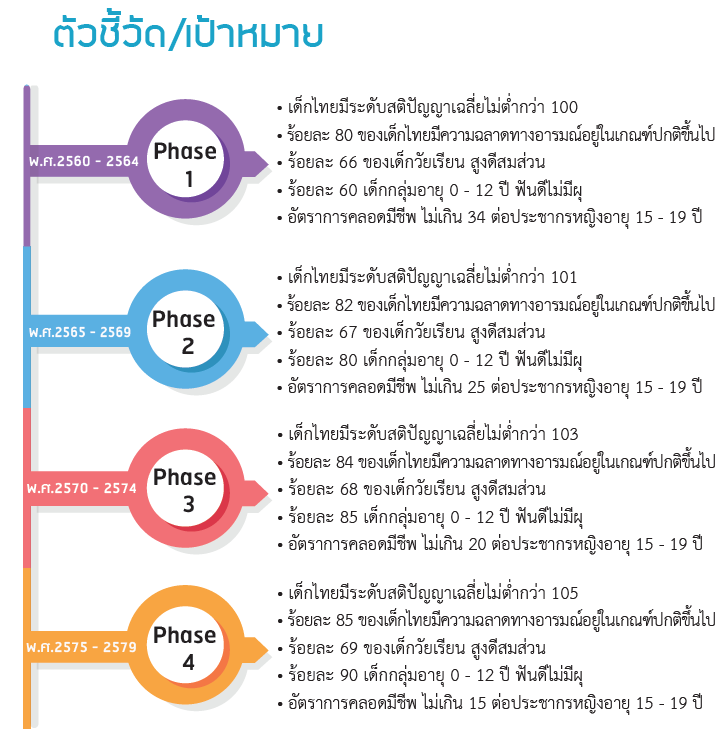 ตัวชี้วัด/เป้าหมาย
พ.ศ.2560 - 2564
Phase
1
• เด็กไทยมีระดับสติปัญญาเฉลี่ยไม่ต่ำกว่า 100
• ร้อยละ 80 ของเด็กไทยมีความฉลาดทางอารมณ์อยู่ในเกณฑ์ปกติขึ้นไป
• ร้อยละ 66 ของเด็กวัยเรียน สูงดีสมส่วน
• ร้อยละ 60 เด็กกลุ่มอายุ 0 - 12 ปี ฟันดีไม่มีผุ
• อัตราการคลอดมีชีพ ไม่เกิน 34 ต่อประชากรหญิงอายุ 15 - 19 ปี
พ.ศ.2565 - 2569
Phase
2
• เด็กไทยมีระดับสติปัญญาเฉลี่ยไม่ต่ำกว่า 101
• ร้อยละ 82 ของเด็กไทยมีความฉลาดทางอารมณ์อยู่ในเกณฑ์ปกติขึ้นไป
• ร้อยละ 67 ของเด็กวัยเรียน สูงดีสมส่วน
• ร้อยละ 80 เด็กกลุ่มอายุ 0 - 12 ปี ฟันดีไม่มีผุ
• อัตราการคลอดมีชีพ ไม่เกิน 25 ต่อประชากรหญิงอายุ 15 - 19 ปี
พ.ศ.2570 - 2574
Phase
3
• เด็กไทยมีระดับสติปัญญาเฉลี่ยไม่ต่ำกว่า 103
• ร้อยละ 84 ของเด็กไทยมีความฉลาดทางอารมณ์อยู่ในเกณฑ์ปกติขึ้นไป
• ร้อยละ 68 ของเด็กวัยเรียน สูงดีสมส่วน
• ร้อยละ 85 เด็กกลุ่มอายุ 0 - 12 ปี ฟันดีไม่มีผุ
• อัตราการคลอดมีชีพ ไม่เกิน 20 ต่อประชากรหญิงอายุ 15 - 19 ปี
พ.ศ.2575 - 2579
Phase
4
• เด็กไทยมีระดับสติปัญญาเฉลี่ยไม่ต่ำกว่า 105
• ร้อยละ 85 ของเด็กไทยมีความฉลาดทางอารมณ์อยู่ในเกณฑ์ปกติขึ้นไป
• ร้อยละ 69 ของเด็กวัยเรียน สูงดีสมส่วน
• ร้อยละ 90 เด็กกลุ่มอายุ 0 - 12 ปี ฟันดีไม่มีผุ
• อัตราการคลอดมีชีพ ไม่เกิน 15 ต่อประชากรหญิงอายุ 15 - 19 ปี